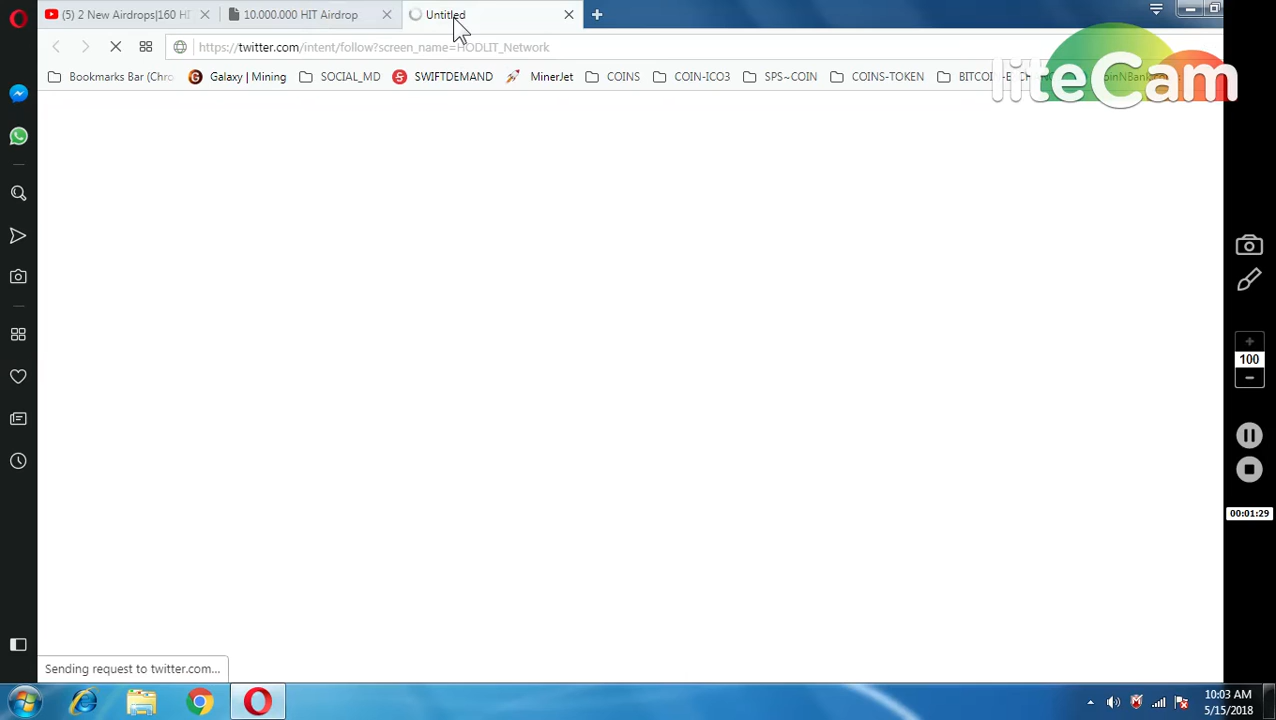 (5) 2 New Airdrops|160 HI
10.000.000 HIT Airdrop
Untitled
https://twitter.com/intent/follow?screen_name=HODLIT_Network
Bookmarks Bar (Chro
Galaxy | Mining
SOCIAL_MD
SWIFTDEMAND
MinerJet
COINS
COIN-ICO3
SPS~COIN
COINS-TOKEN
liteCam
100
00:01:29
Sending request to twitter.com...
10:03 AM
5/15/2018